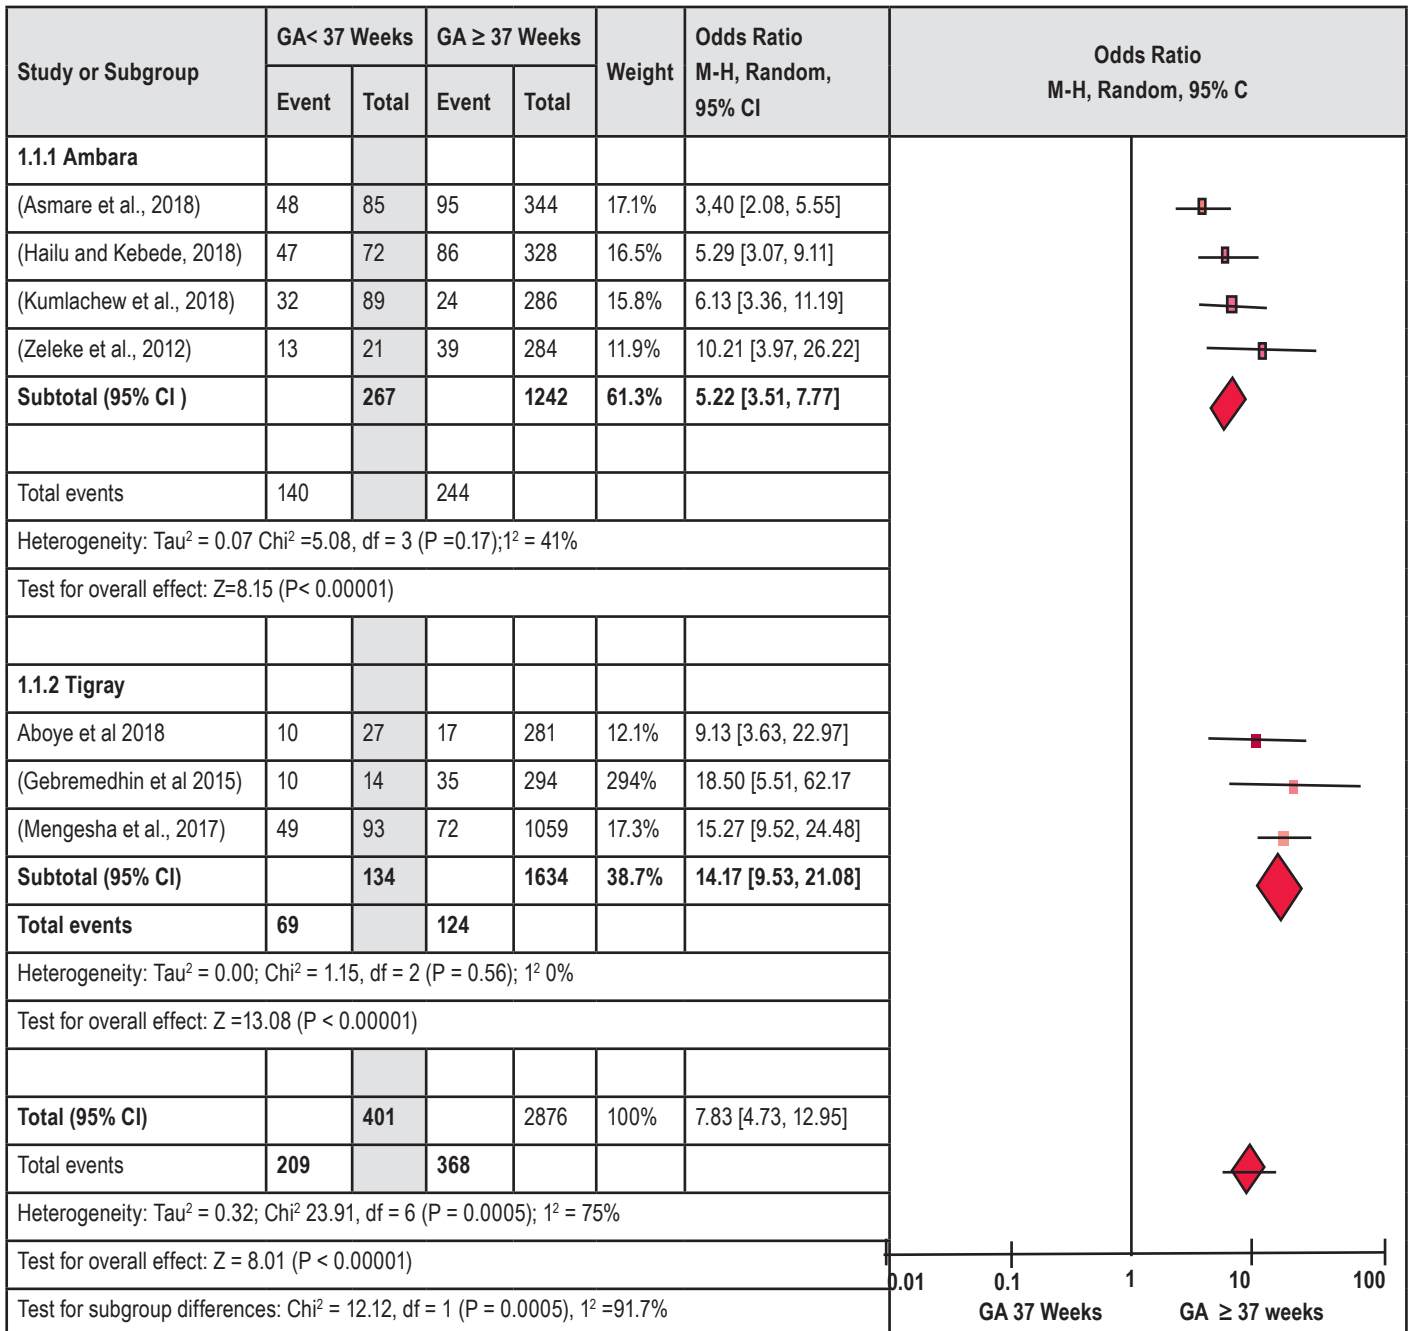 Study or Subgroup GA< 37 Weeks GA ≥ 37 Weeks Weight Odds Ratio M-H, Random, 95% CI Odds Ratio M-H, Random, 95% C
Event Total Event Total
1.1.1 Ambara
(Asmare et al., 2018) 48 85 95 344 17.1% 3,40 [2.08, 5.55]
(Hailu and Kebede, 2018) 47 72 86 328 16.5% 5.29 [3.07, 9.11]
(Kumlachew et al., 2018) 32 89 24 286 15.8% 6.13 [3.36, 11.19]
(Zeleke et al., 2012) 13 21 39 284 11.9% 10.21 [3.97, 26.22]
Subtotal (95% CI ) 267 1242 61.3% 5.22 [3.51, 7.77]
Total events 140 244
Heterogeneity: Tau² = 0.07 Chi² =5.08, df = 3 (P =0.17);1² = 41%
Test for overall effect: Z=8.15 (P< 0.00001)
1.1.2 Tigray
Aboye et al 2018 10 27 17 281 12.1% 9.13 [3.63, 22.97]
(Gebremedhin et al 2015) 10 14 35 294 294% 18.50 [5.51, 62.17
(Mengesha et al., 2017) 49 93 72 1059 17.3% 15.27 [9.52, 24.48]
Subtotal (95% CI) 134 1634 38.7% 14.17 [9.53, 21.08]
Total events 69 124
Heterogeneity: Tau² = 0.00; Chi² = 1.15, df = 2 (P = 0.56); 1² 0%
Test for overall effect: Z =13.08 (P < 0.00001)
Total (95% CI) 401 2876 100% 7.83 [4.73, 12.95]
Total events 209 368
Heterogeneity: Tau² = 0.32; Chi² 23.91, df = 6 (P = 0.0005); 1² = 75%
Test for overall effect: Z = 8.01 (P < 0.00001)
0.01 0.1 1 10 100
Test for subgroup differences: Chi² = 12.12, df = 1 (P = 0.0005), 1² =91.7%
GA 37 Weeks GA ≥ 37 weeks